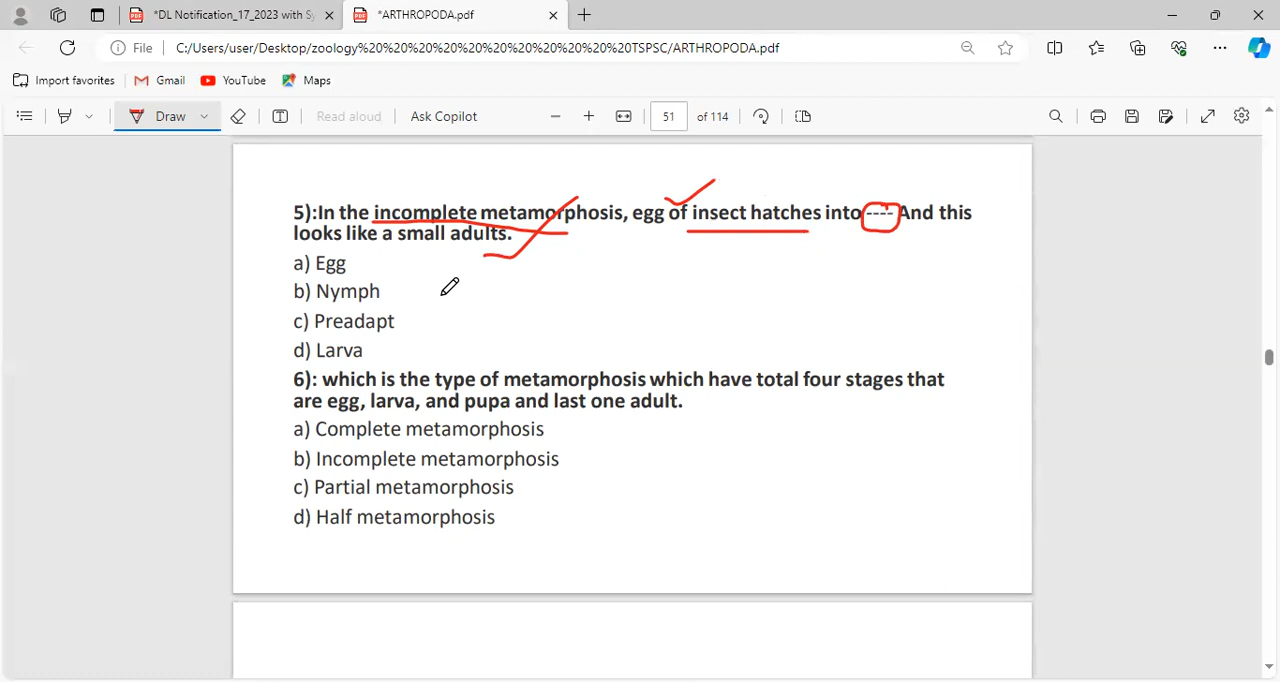 *DL Notification_17_2023 with Sy
*ARTHROPODA.pdf
File
C:/Users/user/Desktop/zoology%20%20%20%20%20%20%20%20%20%20TSPSC/ARTHROPODA.pdf
Import favorites
Gmail
YouTube
Maps
Draw
Read aloud
Ask Copilot
51
of 114
5):In the incomplete metamorphosis, egg of insect hatches into ---- And this
looks like a small adults.
a) Egg
b) Nymph
c) Preadapt
d) Larva
6): which is the type of metamorphosis which have total four stages that
are egg, larva, and pupa and last one adult.
a) Complete metamorphosis
b) Incomplete metamorphosis
c) Partial metamorphosis
d) Half metamorphosis